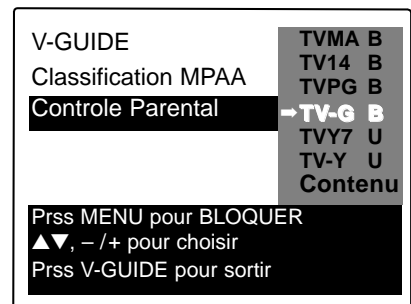 V-GUIDE
Classification MPAA
Controle Parental
TVMA B
TV14 B
TVPG B
➡TV-G B
TVY7 U
TV-Y U
Contenu
Prss MENU pour BLOQUER
▲▼, – /+ pour choisir
Prss V-GUIDE pour sortir